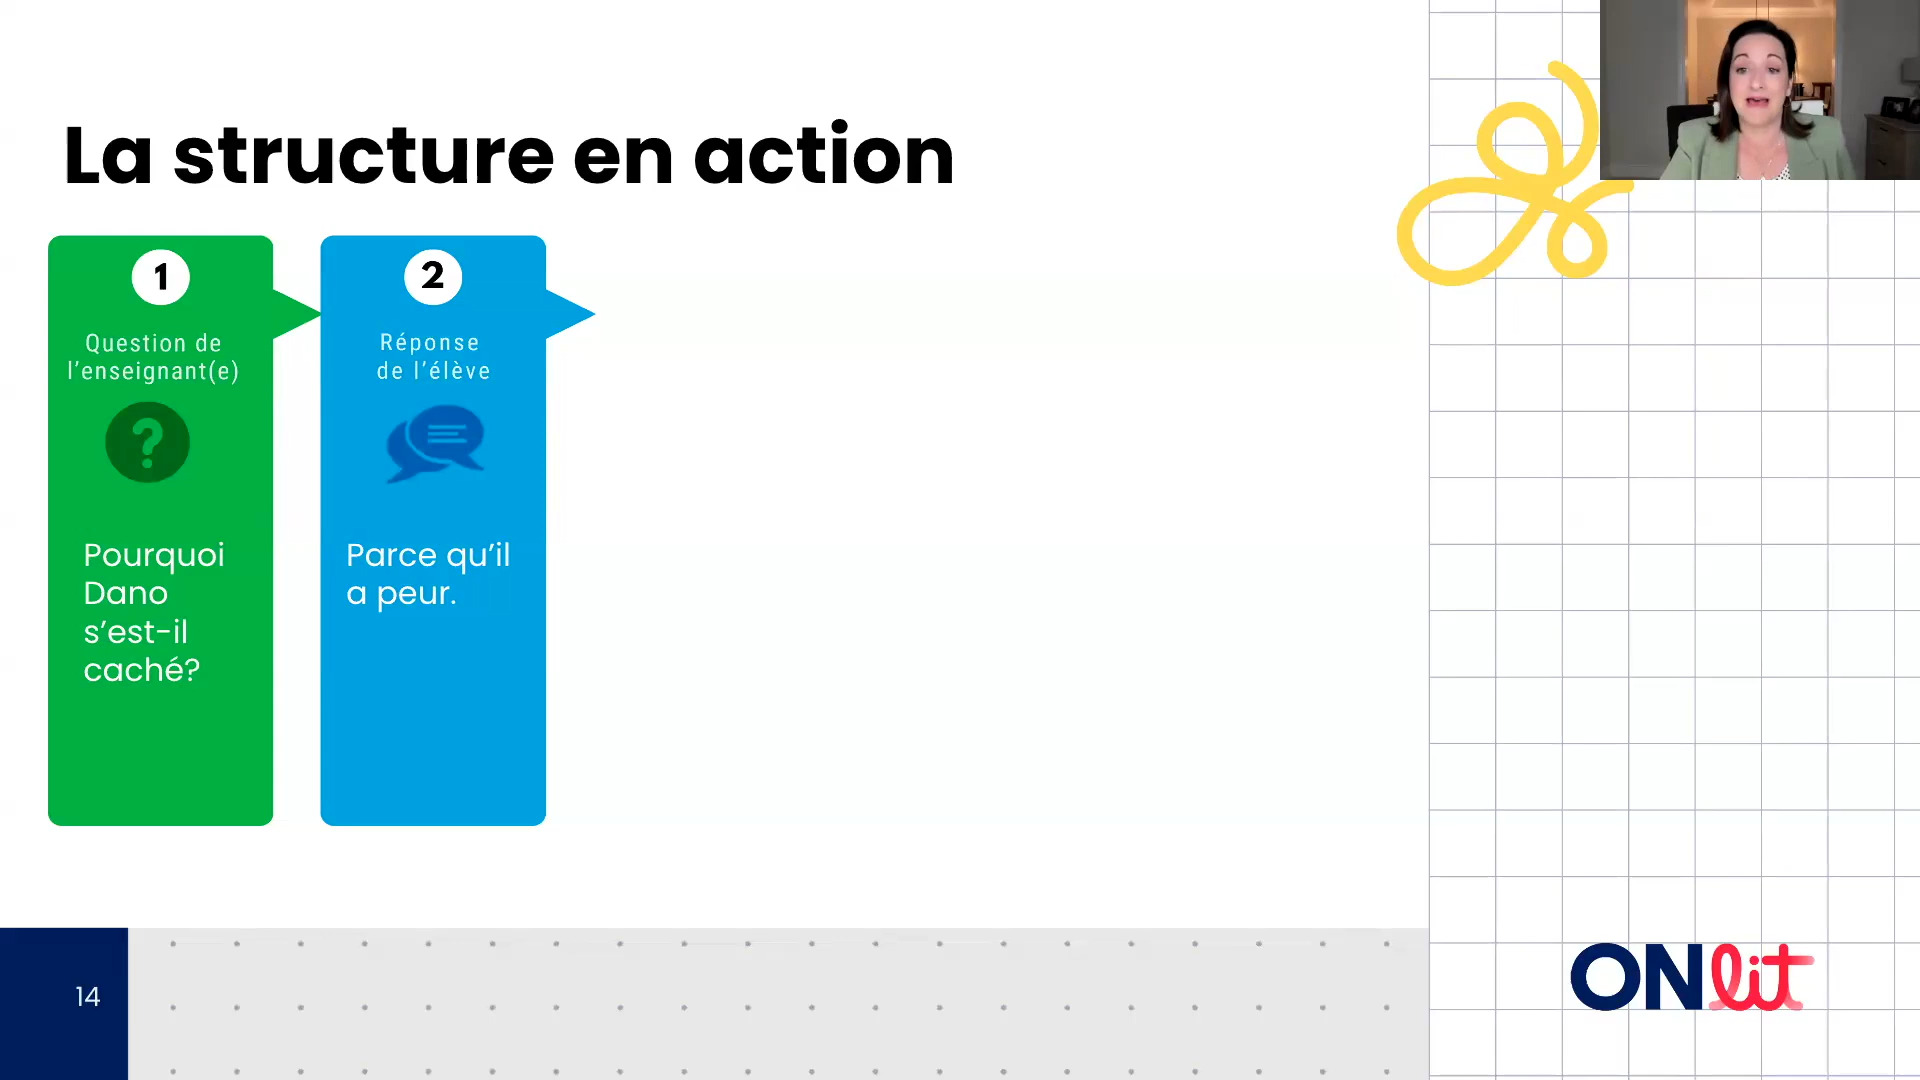 La structure en action
1
Question de
l’enseignant(e)
?
Pourquoi
Dano
s’est-il
caché?
2
Réponse
de l’élève
Parce qu’il
a peur.
14
ONlit